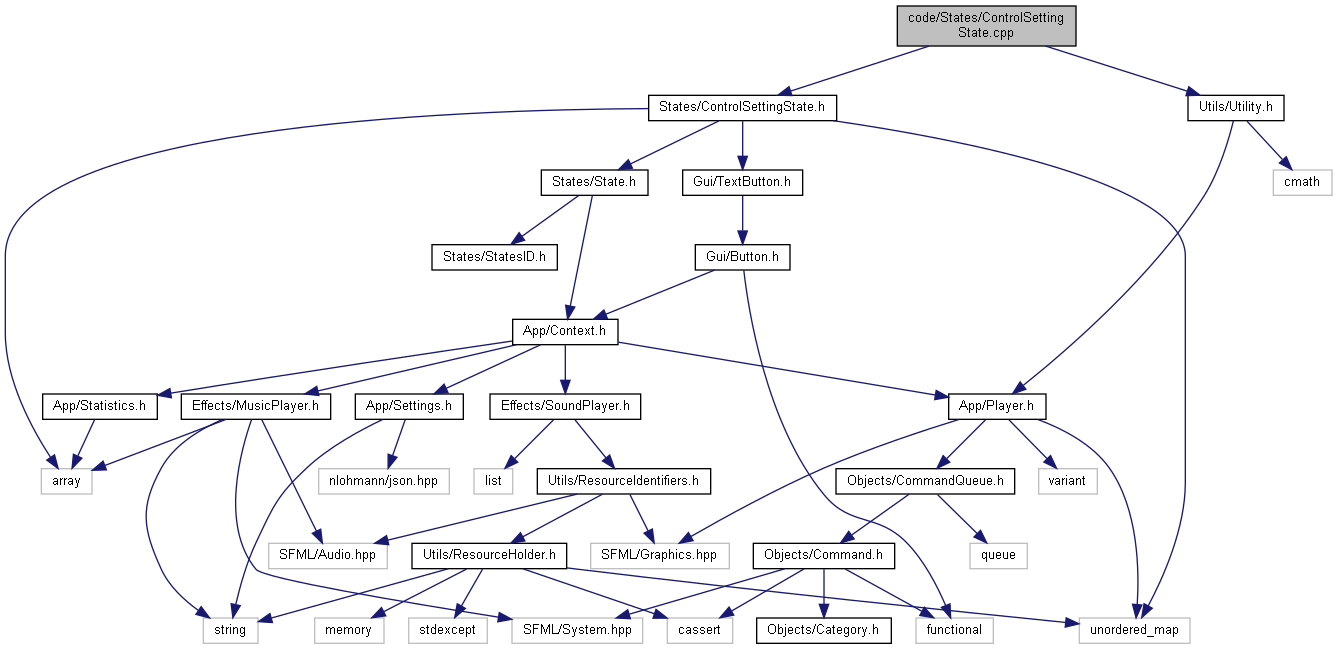 code/States/ControlSetting
State.cpp
States/ControlSettingState.h
Utils/Utility.h
States/State.h
Gui/TextButton.h
cmath
States/StatesID.h
Gui/Button.h
App/Context.h
App/Statistics.h
Effects/MusicPlayer.h
App/Settings.h
Effects/SoundPlayer.h
App/Player.h
array
nlohmann/json.hpp
list
Utils/ResourceIdentifiers.h
Objects/CommandQueue.h
variant
SFML/Audio.hpp
Utils/ResourceHolder.h
SFML/Graphics.hpp
Objects/Command.h
queue
string
memory
stdexcept
SFML/System.hpp
cassert
Objects/Category.h
functional
unordered_map